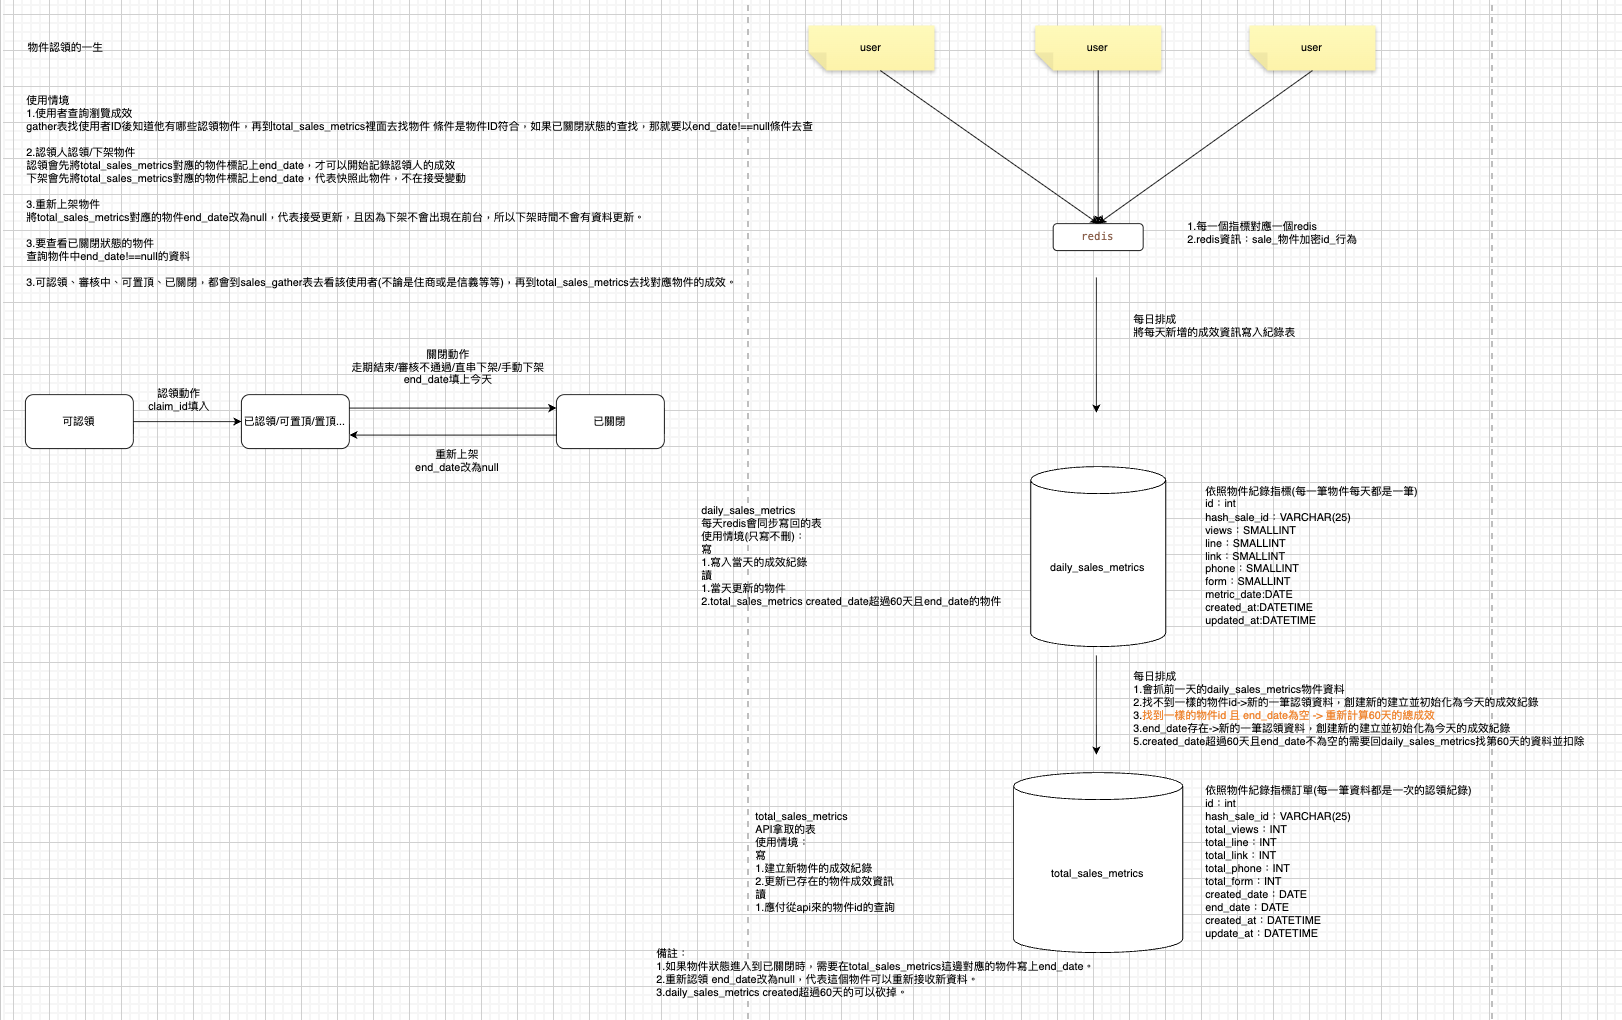 物件認領的一生
使用情境
1.使用者查詢瀏覽成效
gather表找使用者ID後知道他有哪些認領物件，再到total_sales_metrics裡面去找物件 條件是物件ID符合，如果已關閉狀態的查找，那就要以end_date!==null條件去查
2.認領人認領/下架物件
認領會先將total_sales_metrics對應的物件標記上end_date，才可以開始記錄認領人的成效
下架會先將total_sales_metrics對應的物件標記上end_date，代表快照此物件，不在接受變動
3.重新上架物件
將total_sales_metrics對應的物件end_date改為null，代表接受更新，且因為下架不會出現在前台，所以下架時間不會有資料更新。
3.要查看已關閉狀態的物件
查詢物件中end_date!==null的資料
3.可認領、審核中、可置頂、已關閉，都會到sales_gather表去看該使用者(不論是住商或是信義等等)，再到total_sales_metrics去找對應物件的成效。
可認領
認領動作
claim_id填入
已認領/可置頂/置頂...
關閉動作
走期結束/審核不通過/直串下架/手動下架
end_date填上今天
已關閉
重新上架
end_date改為null
user
user
user
redis
1.每一個指標對應一個redis
2.redis資訊：sale_物件加密id_行為
每日排成
將每天新增的成效資訊寫入紀錄表
daily_sales_metrics
每天redis會同步寫回的表
使用情境(只寫不刪)：
寫
1.寫入當天的成效紀錄
讀
1.當天更新的物件
2.total_sales_metrics created_date超過60天且end_date的物件
daily_sales_metrics
依照物件紀錄指標(每一筆物件每天都是一筆)
id：int
hash_sale_id：VARCHAR(25)
views：SMALLINT
line：SMALLINT
link：SMALLINT
phone：SMALLINT
form：SMALLINT
metric_date:DATE
created_at:DATETIME
updated_at:DATETIME
每日排成
1.會抓前一天的daily_sales_metrics物件資料
2.找不到一樣的物件id->新的一筆認領資料，創建新的建立並初始化為今天的成效紀錄
3.找到一樣的物件id 且 end_date為空 -> 重新計算60天的總成效
3.end_date存在->新的一筆認領資料，創建新的建立並初始化為今天的成效紀錄
5.created_date超過60天且end_date不為空的需要回daily_sales_metrics找第60天的資料並扣除
total_sales_metrics
API拿取的表
使用情境：
寫
1.建立新物件的成效紀錄
2.更新已存在的物件成效資訊
讀
1.應付從api來的物件id的查詢
total_sales_metrics
依照物件紀錄指標訂單(每一筆資料都是一次的認領紀錄)
id：int
hash_sale_id：VARCHAR(25)
total_views：INT
total_line：INT
total_link：INT
total_phone：INT
total_form：INT
created_date：DATE
end_date：DATE
created_at：DATETIME
update_at：DATETIME
備註：
1.如果物件狀態進入到已關閉時，需要在total_sales_metrics這邊對應的物件寫上end_date。
2.重新認領 end_date改為null，代表這個物件可以重新接收新資料。
3.daily_sales_metrics created超過60天的可以砍掉。